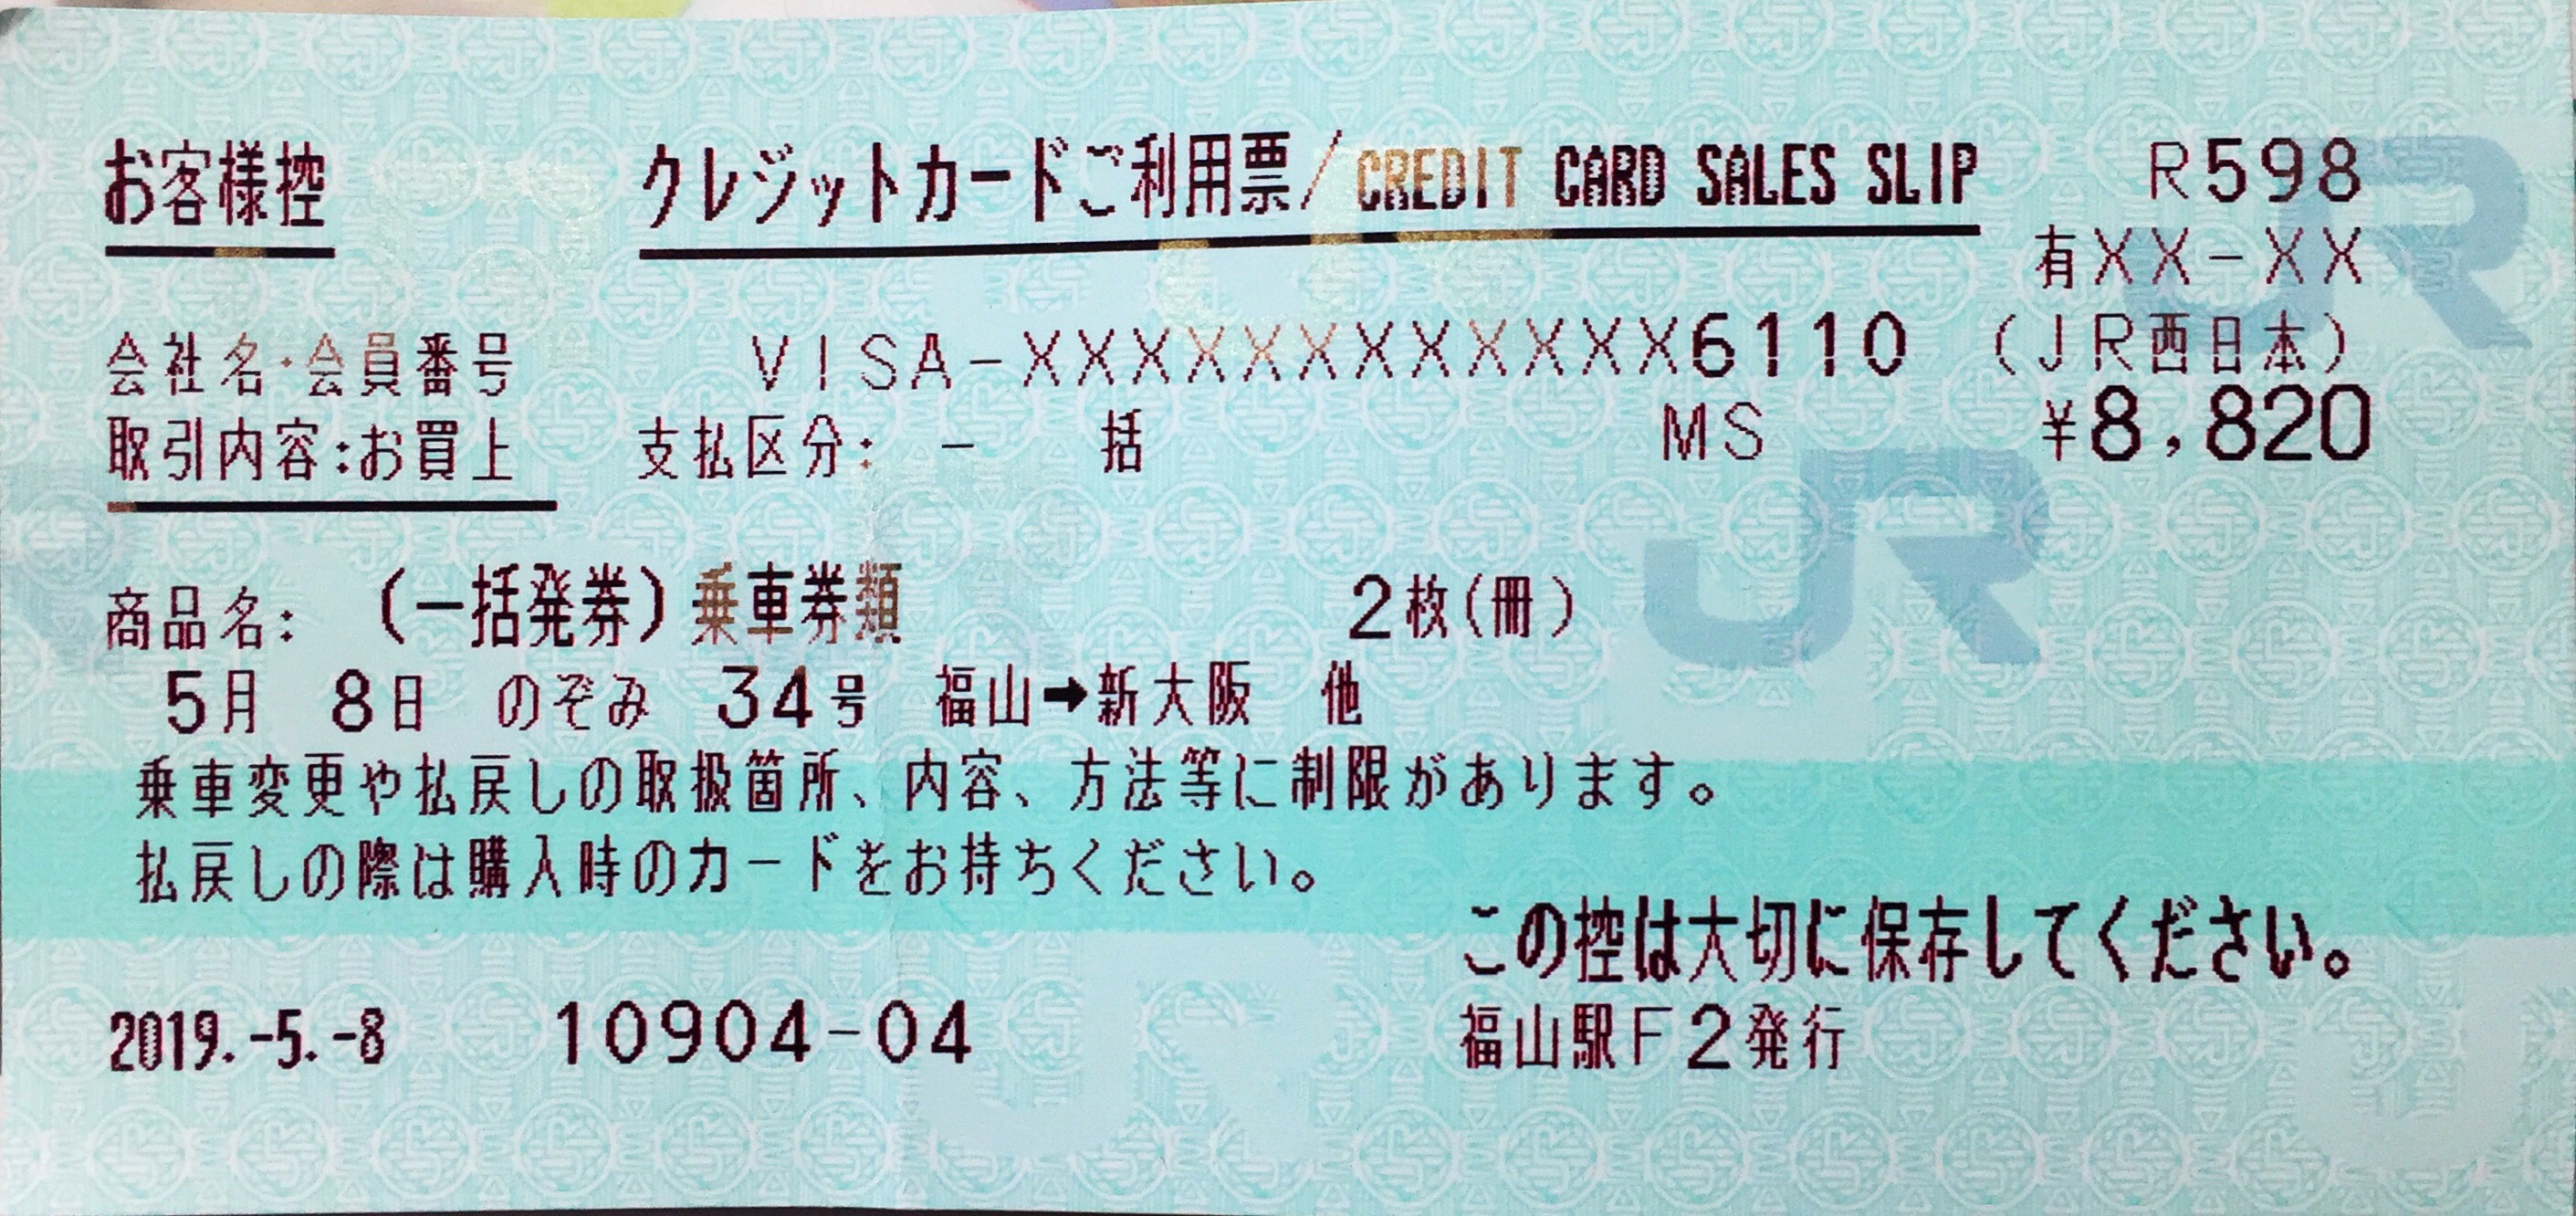 お客様控 クレジットカードご利用票/CREDIT CARD SALES SLIP R598
有XX-XX
会社名・会員番号 VISA-XXXXXXXXXXXX6110 (JR西日本)
取引内容:お買上 支払区分: 一 括 MS ¥8,820
商品名: (一括発券)乗車券類 2枚(冊)
5月 8日 のぞみ 34号 福山➡新大阪 他
乗車変更や払戻しの取扱箇所、内容、方法等に制限があります。
払戻しの際は購入時のカードをお持ちください。
この控は大切に保存してください。
2019.-5.-8 10904-04 福山駅F2発行